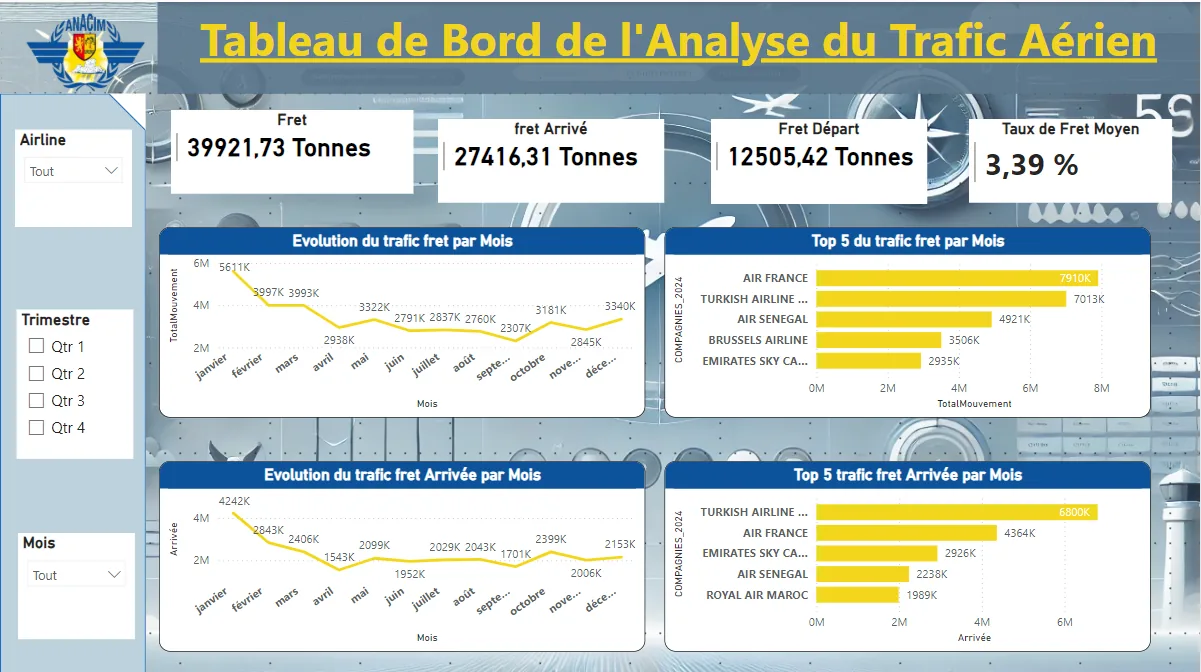 ANACIM
Tableau de Bord de l'Analyse du Trafic Aérien
Airline
Tout
Trimestre
Qtr 1
Qtr 2
Qtr 3
Qtr 4
Mois
Tout
Fret
39921,73 Tonnes
fret Arrivé
27416,31 Tonnes
Fret Départ
12505,42 Tonnes
Taux de Fret Moyen
3,39 %
5S
Evolution du trafic fret par Mois
TotalMouvement
6M
4M
2M
5611K
3997K
3993K
2938K
3322K
2791K
2837K
2760K
2307K
3181K
2845K
3340K
janvier
février
mars
avril
mai
juin
juillet
août
septe...
octobre
nove...
déce...
Mois
Top 5 du trafic fret par Mois
COMPAGNIES_2024
AIR FRANCE 7910K
TURKISH AIRLINE ... 7013K
AIR SENEGAL 4921K
BRUSSELS AIRLINE 3506K
EMIRATES SKY CA... 2935K
0M 2M 4M 6M 8M
TotalMouvement
Evolution du trafic fret Arrivée par Mois
Arrivée
4M
2M
4242K
2843K
2406K
1543K
2099K
1952K
2029K
2043K
1701K
2399K
2006K
2153K
janvier
février
mars
avril
mai
juin
juillet
août
septe...
octobre
nove...
déce...
Mois
Top 5 trafic fret Arrivée par Mois
COMPAGNIES_2024
TURKISH AIRLINE ... 6800K
AIR FRANCE 4364K
EMIRATES SKY CA... 2926K
AIR SENEGAL 2238K
ROYAL AIR MAROC 1989K
0M 2M 4M 6M
Arrivée